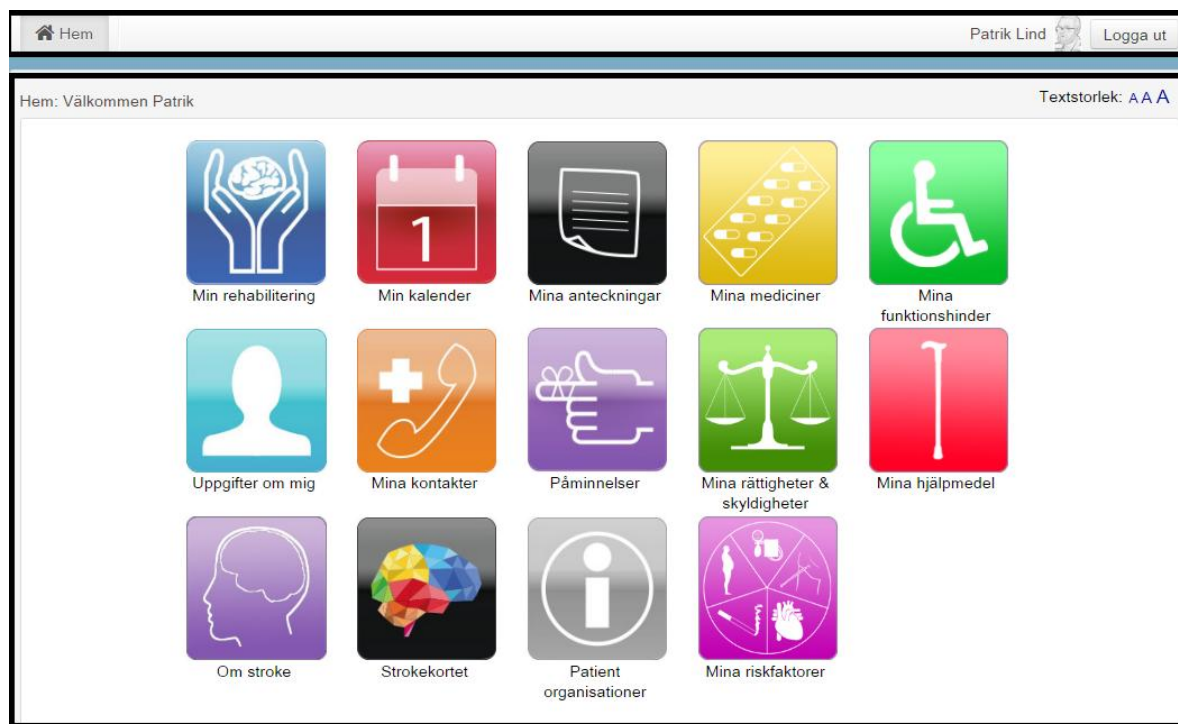 Hem
Patrik Lind
Logga ut
Hem: Välkommen Patrik
Textstorlek: A A A
1
Min rehabilitering
Min kalender
Mina anteckningar
Mina mediciner
Mina
funktionshinder
Uppgifter om mig
Mina kontakter
Påminnelser
Mina rättigheter &
skyldigheter
Mina hjälpmedel
Om stroke
Strokekortet
Patient
organisationer
Mina riskfaktorer